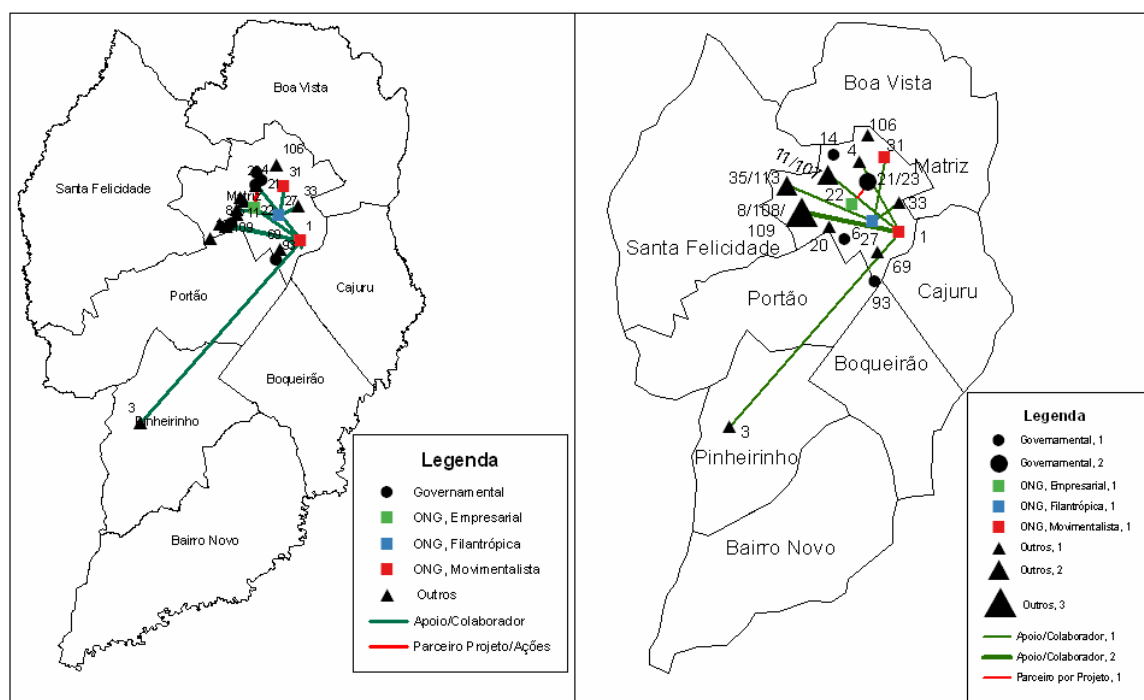 Boa Vista
106
31
Santa Felicidade
21
Matriz
33
27
22
11
1
69
93
Portão
Cajuru
Boqueirão
3
Pinheirinho
Bairro Novo
Legenda
Governamental
ONG, Empresarial
ONG, Filantrópica
ONG, Movimentalista
Outros
Apoio/Colaborador
Parceiro Projeto/Ações
Boa Vista
106
14
4
31
11/107
Matriz
35/113
21/23
22
33
8/108/
109
6
1
20
27
Santa Felicidade
69
Portão
93
Cajuru
Boqueirão
3
Pinheirinho
Bairro Novo
Legenda
Governamental, 1
Governamental, 2
ONG, Empresarial, 1
ONG, Filantrópica, 1
ONG, Movimentalista, 1
Outros, 1
Outros, 2
Outros, 3
Apoio/Colaborador, 1
Apoio/Colaborador, 2
Parceiro por Projeto, 1